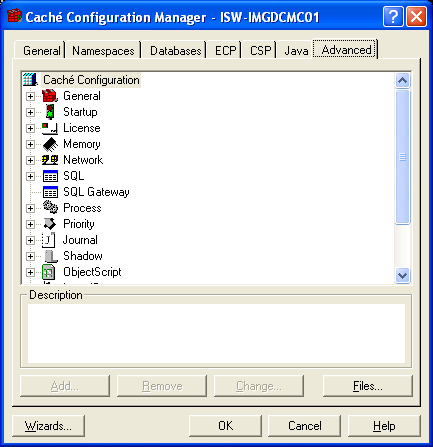 Caché Configuration Manager - ISW-IMGDCMC01
General Namespaces Databases ECP CSP Java Advanced
Caché Configuration
General
Startup
License
Memory
Network
SQL
SQL Gateway
Process
Priority
Journal
Shadow
ObjectScript
Description
Add... Remove Change... Files...
Wizards... OK Cancel Help